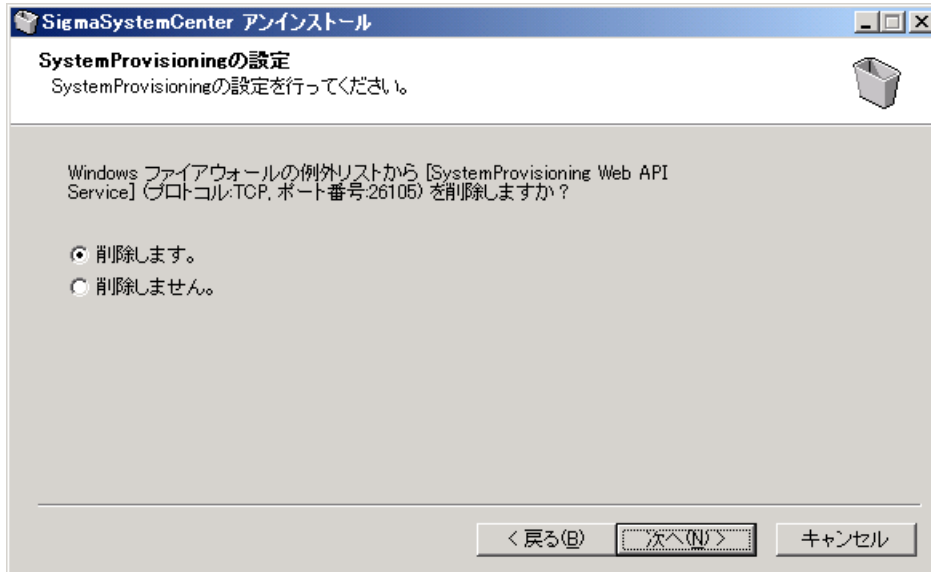 SigmaSystemCenter アンインストール
SystemProvisioningの設定
SystemProvisioningの設定を行ってください。
Windows ファイアウォールの例外リストから [SystemProvisioning Web API
Service] (プロトコル:TCP, ポート番号:26105) を削除しますか？
削除します。
削除しません。
< 戻る(B)
次へ(N) >
キャンセル